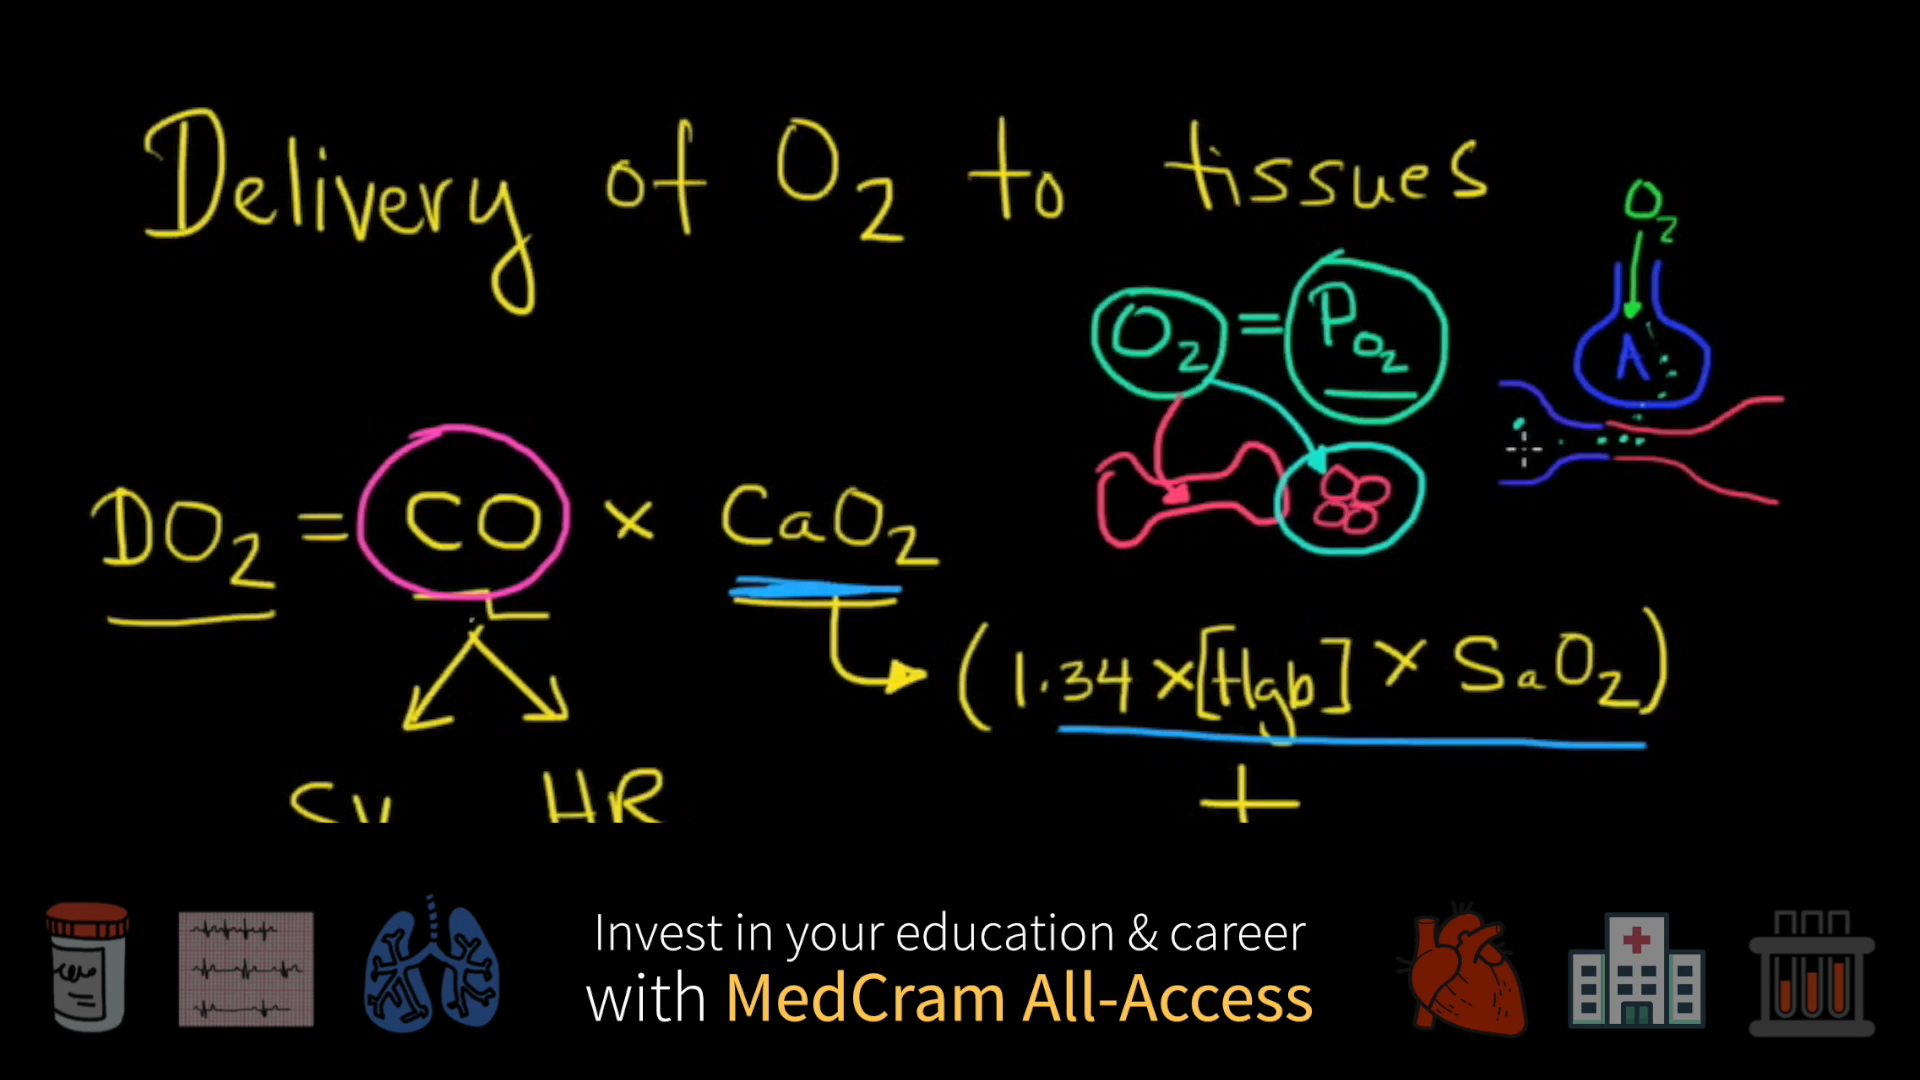 Delivery of O2 to tissues
O2
O2 = PO2
A
DO2 = CO × CaO2
(1.34 ×[Hgb] × SaO2)
SV HR
+
Invest in your education & career
with MedCram All-Access